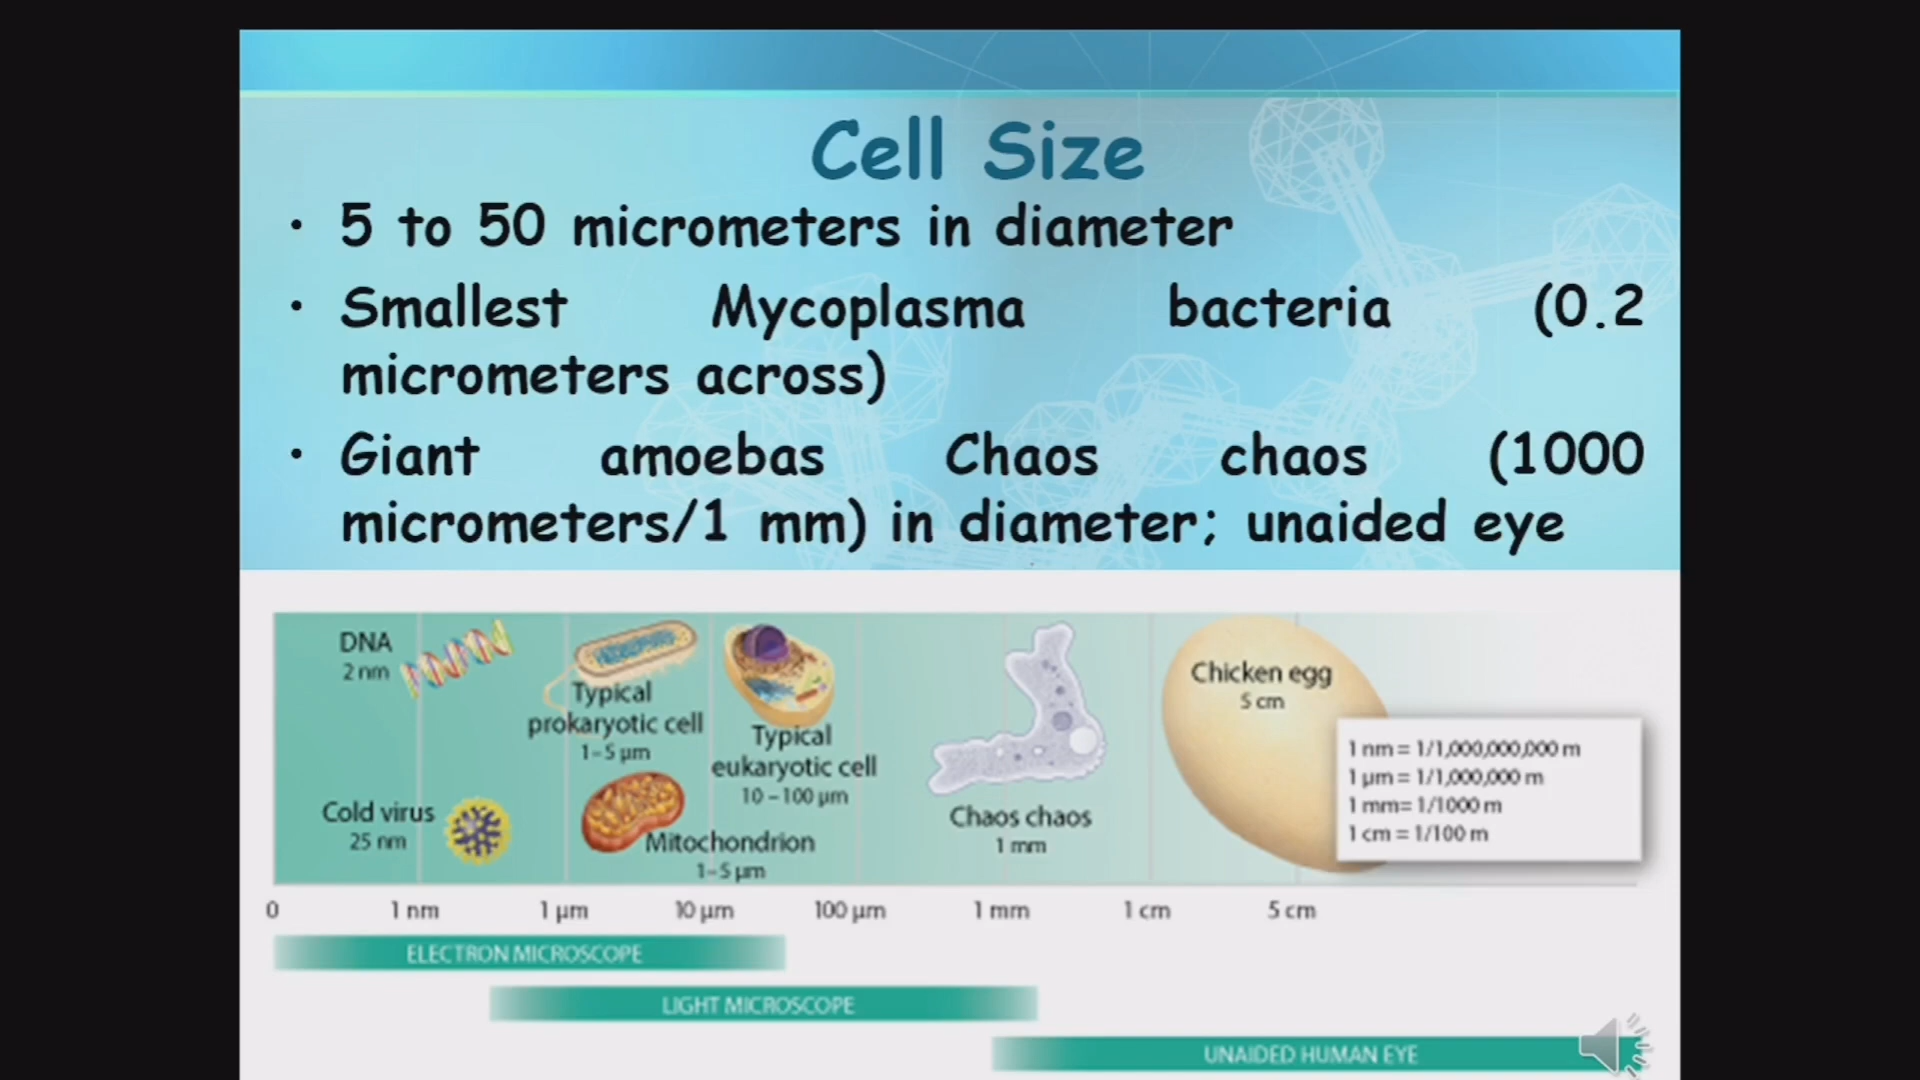 Cell Size
• 5 to 50 micrometers in diameter
• Smallest Mycoplasma bacteria (0.2
micrometers across)
• Giant amoebas Chaos chaos (1000
micrometers/1 mm) in diameter; unaided eye
DNA
2 nm
Cold virus
25 nm
Typical
prokaryotic cell
1–5 µm
Mitochondrion
1–5 µm
Typical
eukaryotic cell
10–100 µm
Chaos chaos
1 mm
Chicken egg
5 cm
1 nm = 1/1,000,000,000 m
1 µm = 1/1,000,000 m
1 mm= 1/1000 m
1 cm = 1/100 m
0 1 nm 1 µm 10 µm 100 µm 1 mm 1 cm 5 cm
ELECTRON MICROSCOPE
LIGHT MICROSCOPE
UNAIDED HUMAN EYE